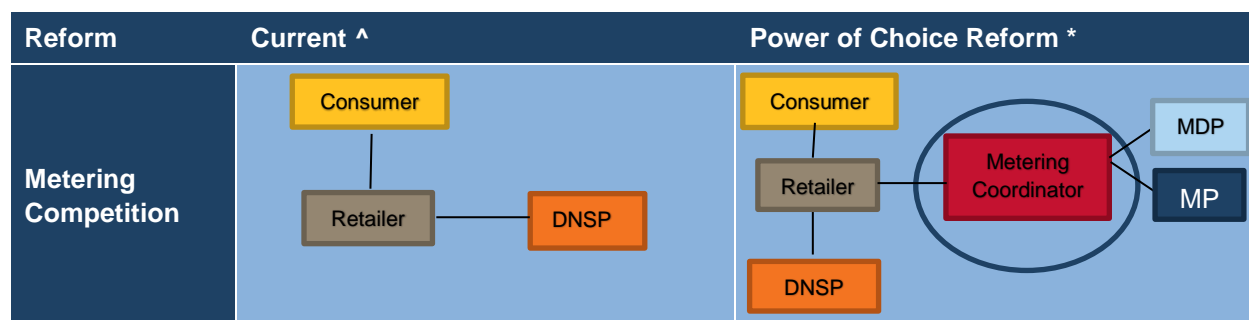 Reform
Current ^
Power of Choice Reform *
Metering
Competition
Consumer
Retailer
DNSP
Consumer
Retailer
DNSP
Metering
Coordinator
MDP
MP